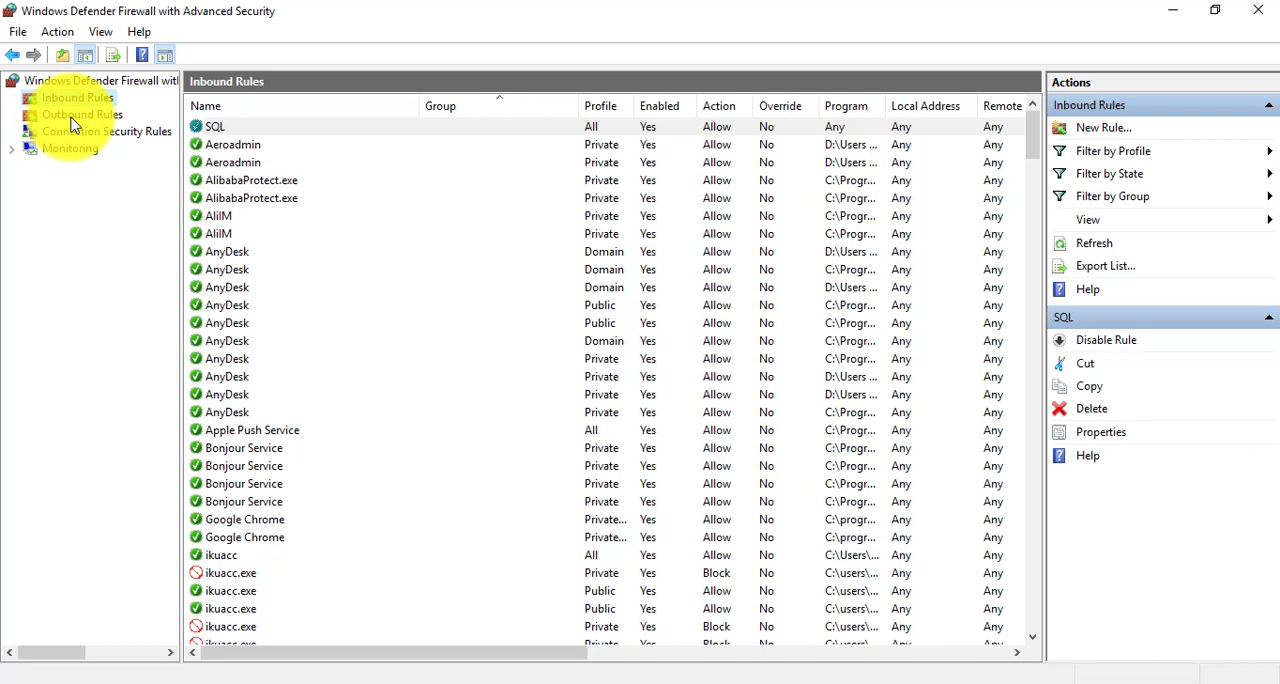 Windows Defender Firewall with Advanced Security
File Action View Help
Windows Defender Firewall wit
Inbound Rules
Outbound Rules
Connection Security Rules
Monitoring
Inbound Rules
Name Group Profile Enabled Action Override Program Local Address Remote
SQL All Yes Allow No Any Any Any
Aeroadmin Private Yes Allow No D:\Users ... Any Any
Aeroadmin Private Yes Allow No D:\Users ... Any Any
AlibabaProtect.exe Private Yes Allow No C:\Progr... Any Any
AlibabaProtect.exe Private Yes Allow No C:\Progr... Any Any
AliIM Private Yes Allow No C:\Progr... Any Any
AliIM Private Yes Allow No C:\Progr... Any Any
AnyDesk Domain Yes Allow No D:\Users ... Any Any
AnyDesk Domain Yes Allow No C:\Progr... Any Any
AnyDesk Domain Yes Allow No D:\Users ... Any Any
AnyDesk Public Yes Allow No C:\Progr... Any Any
AnyDesk Public Yes Allow No C:\Progr... Any Any
AnyDesk Domain Yes Allow No C:\Progr... Any Any
AnyDesk Private Yes Allow No C:\Progr... Any Any
AnyDesk Private Yes Allow No D:\Users ... Any Any
AnyDesk Private Yes Allow No D:\Users ... Any Any
AnyDesk Private Yes Allow No C:\Progr... Any Any
Apple Push Service All Yes Allow No C:\Progr... Any Any
Bonjour Service Private Yes Allow No C:\Progr... Any Any
Bonjour Service Private Yes Allow No C:\Progr... Any Any
Bonjour Service Private Yes Allow No C:\Progr... Any Any
Bonjour Service Private Yes Allow No C:\Progr... Any Any
Google Chrome Private... Yes Allow No C:\progr... Any Any
Google Chrome Private... Yes Allow No C:\progr... Any Any
ikuacc All Yes Allow No C:\Users\... Any Any
ikuacc.exe Private Yes Block No C:\users\... Any Any
ikuacc.exe Public Yes Allow No C:\users\... Any Any
ikuacc.exe Public Yes Allow No C:\users\... Any Any
ikuacc.exe Private Yes Block No C:\users\... Any Any
ikuacc.exe Private Yes Block No C:\users\... Any Any
Actions
Inbound Rules
New Rule...
Filter by Profile
Filter by State
Filter by Group
View
Refresh
Export List...
Help
SQL
Disable Rule
Cut
Copy
Delete
Properties
Help